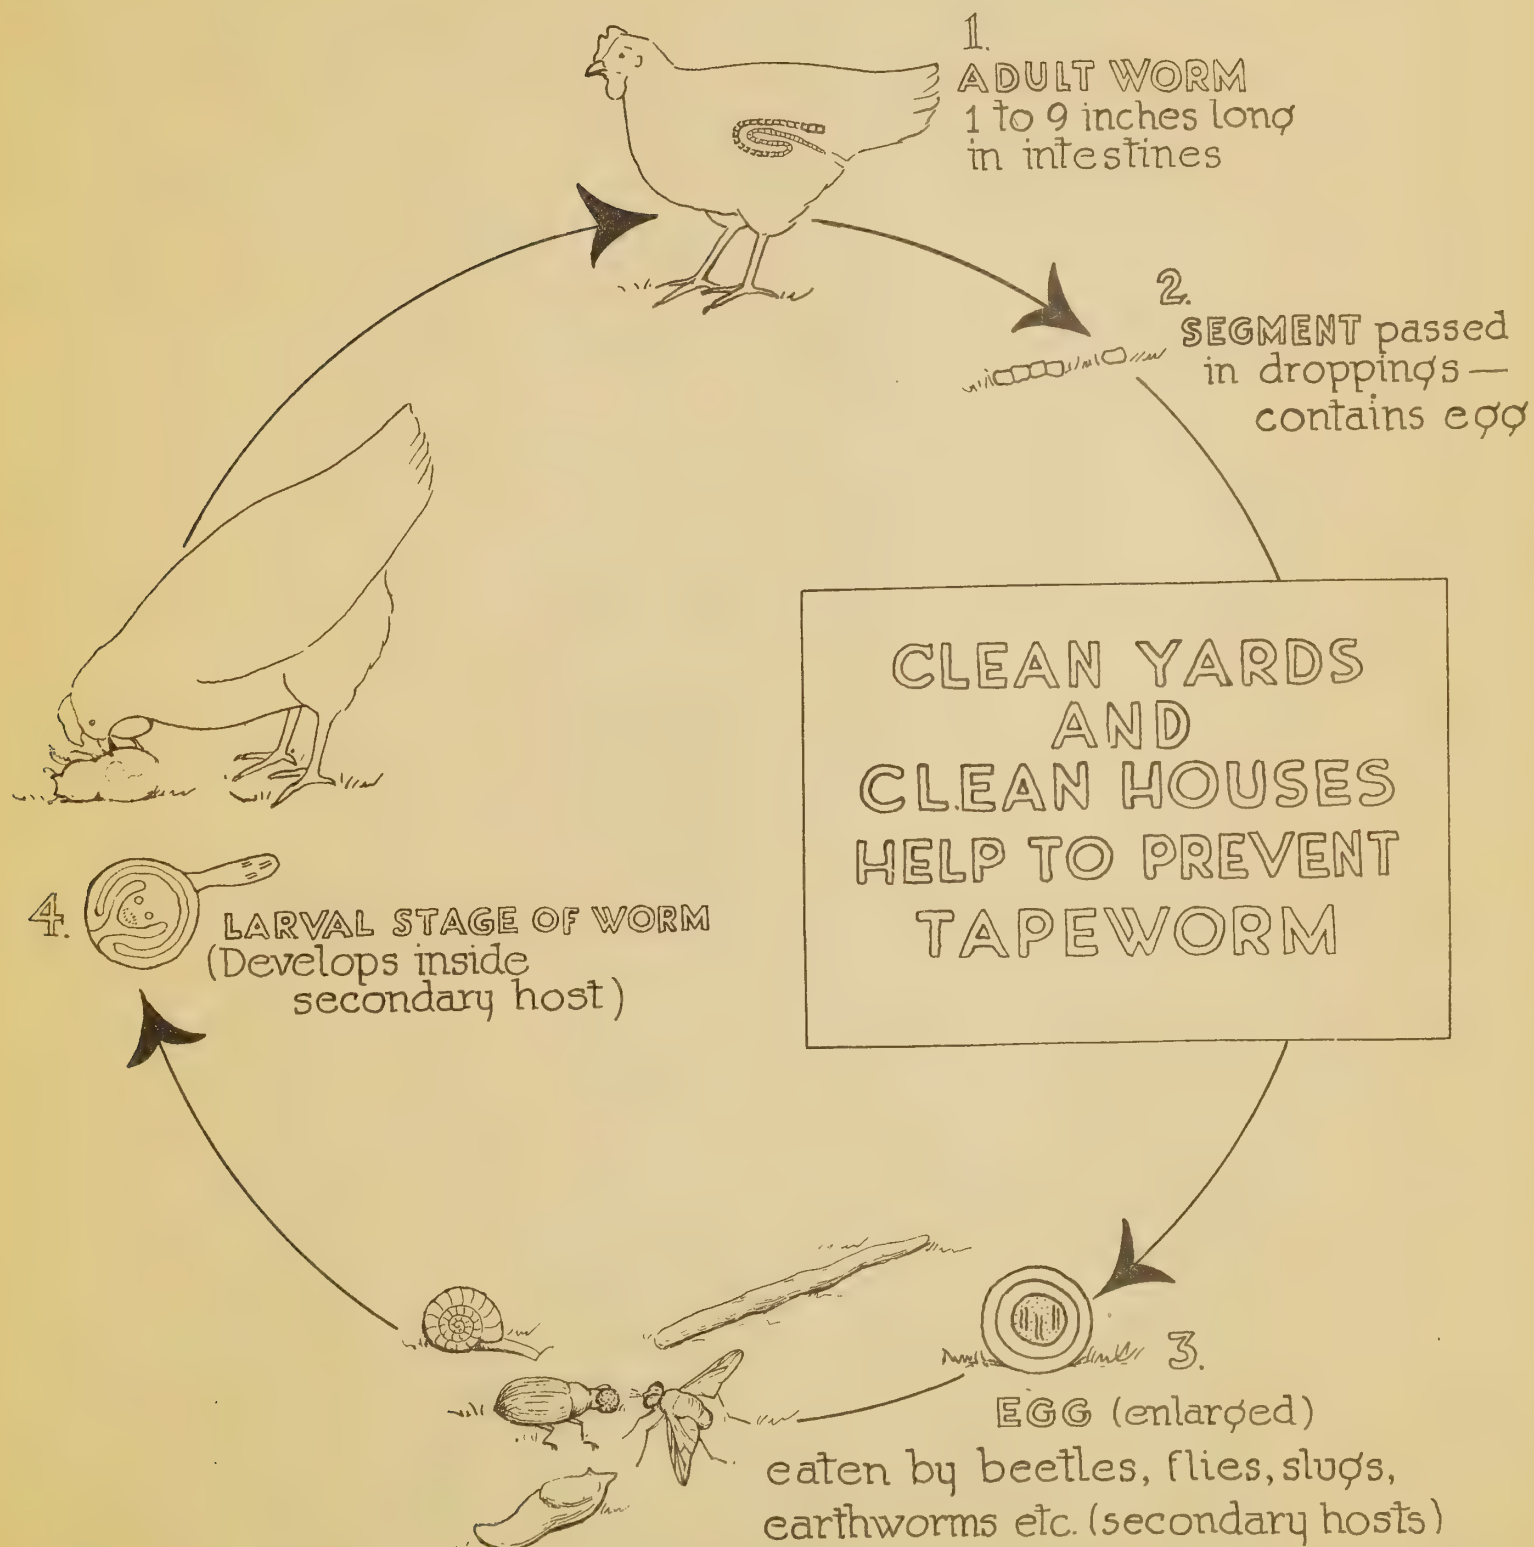 1.
ADULT WORM
1 to 9 inches long
in intestines
2.
SEGMENT passed
in droppings —
contains egg
CLEAN YARDS
AND
CLEAN HOUSES
HELP TO PREVENT
TAPEWORM
3.
EGG (enlarged)
eaten by beetles, flies, slugs,
earthworms etc. (secondary hosts)
4.
LARVAL STAGE OF WORM
(Develops inside
secondary host)